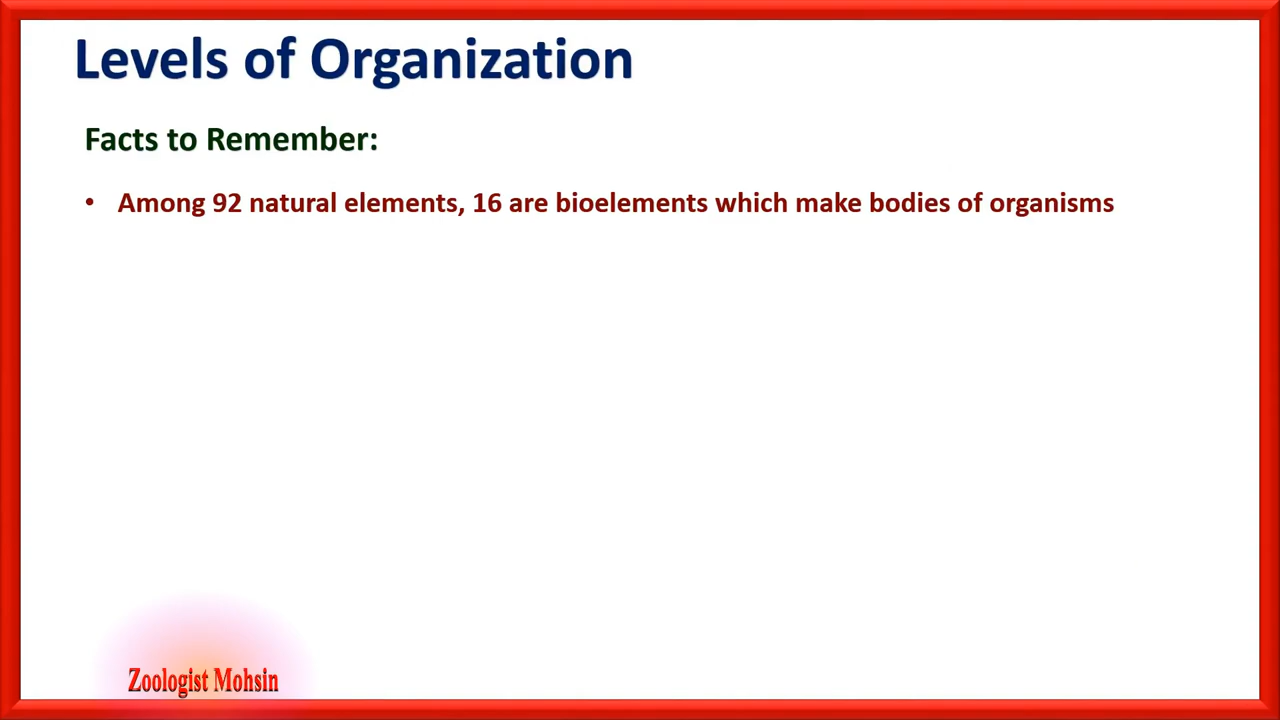 Levels of Organization
Facts to Remember:
• Among 92 natural elements, 16 are bioelements which make bodies of organisms
Zoologist Mohsin